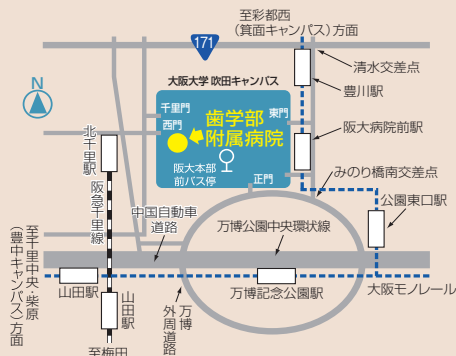 至彩都西
(箕面キャンパス)方面
171
清水交差点
N
大阪大学 吹田キャンパス
豊川駅
千里門
東門
西門
歯学部
附属病院
阪大病院前駅
北千里駅
阪大本部
前バス停
正門
みのり橋南交差点
公園東口駅
阪急千里線
中国自動車
道路
万博公園中央環状線
至千里中央・柴原
(豊中キャンパス)方面
山田駅
山田駅
万博
外周道路
万博記念公園駅
大阪モノレール
至梅田